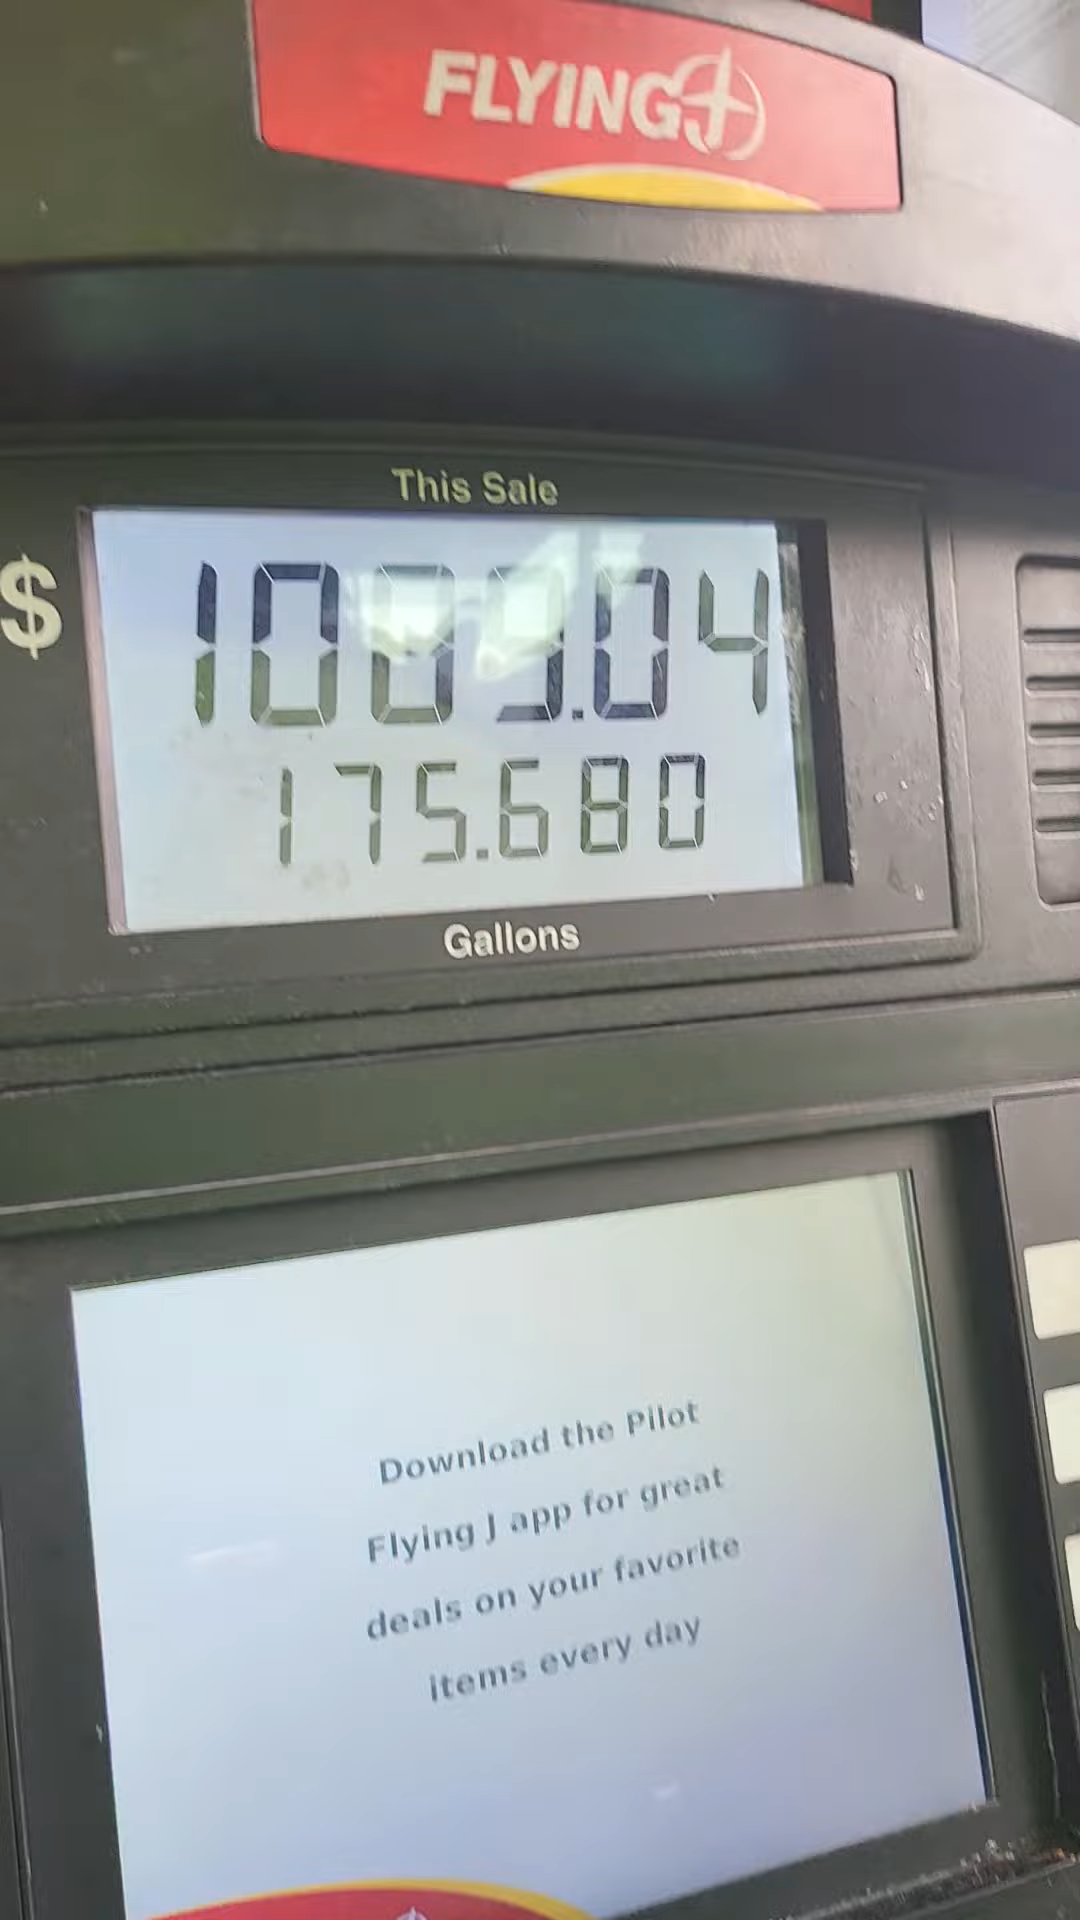 FLYING J
This Sale
$ 1089.04
175.680
Gallons
Download the Pilot
Flying J app for great
deals on your favorite
items every day